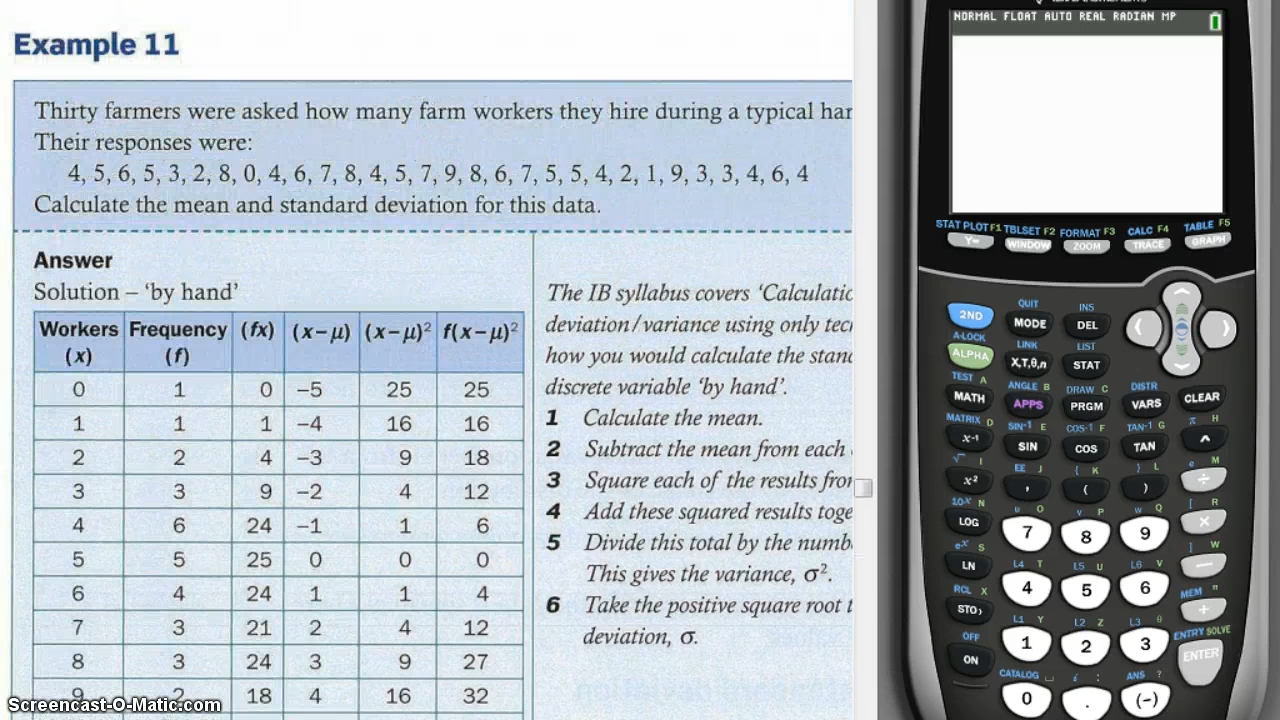 Example 11
Thirty farmers were asked how many farm workers they hire during a typical har
Their responses were:
4, 5, 6, 5, 3, 2, 8, 0, 4, 6, 7, 8, 4, 5, 7, 9, 8, 6, 7, 5, 5, 4, 2, 1, 9, 3, 3, 4, 6, 4
Calculate the mean and standard deviation for this data.
Answer
Solution – ‘by hand’
Workers (x) Frequency (f) (fx) (x−μ) (x−μ)² f(x−μ)²
0 1 0 −5 25 25
1 1 1 −4 16 16
2 2 4 −3 9 18
3 3 9 −2 4 12
4 6 24 −1 1 6
5 5 25 0 0 0
6 4 24 1 1 4
7 3 21 2 4 12
8 3 24 3 9 27
9 2 18 4 16 32
The IB syllabus covers ‘Calculatio
deviation/variance using only tec
how you would calculate the stan
discrete variable ‘by hand’.
1 Calculate the mean.
2 Subtract the mean from each
3 Square each of the results fro
4 Add these squared results toge
5 Divide this total by the numb
This gives the variance, σ².
6 Take the positive square root t
deviation, σ.
Screencast-O-Matic.com
NORMAL FLOAT AUTO REAL RADIAN MP
STAT PLOT F1 TBLSET F2 FORMAT F3 CALC F4 TABLE F5
Y= WINDOW ZOOM TRACE GRAPH
QUIT INS
2ND MODE DEL
A-LOCK LINK LIST
ALPHA X,T,θ,n STAT
TEST A ANGLE B DRAW C DISTR
MATH APPS PRGM VARS CLEAR
MATRIX D SIN⁻¹ E COS⁻¹ F TAN⁻¹ G π H
x⁻¹ SIN COS TAN ^
√ I EE J { K } L e M
x² , ( ) ÷
10ˣ N u O v P w Q [ R
LOG 7 8 9 ×
eˣ S L4 T L5 U L6 V ] W
LN 4 5 6 −
RCL X L1 Y L2 Z L3 θ MEM "
STO› 1 2 3 +
OFF CATALOG ⎵ i : ANS ? ENTRY SOLVE
ON 0 . (−) ENTER